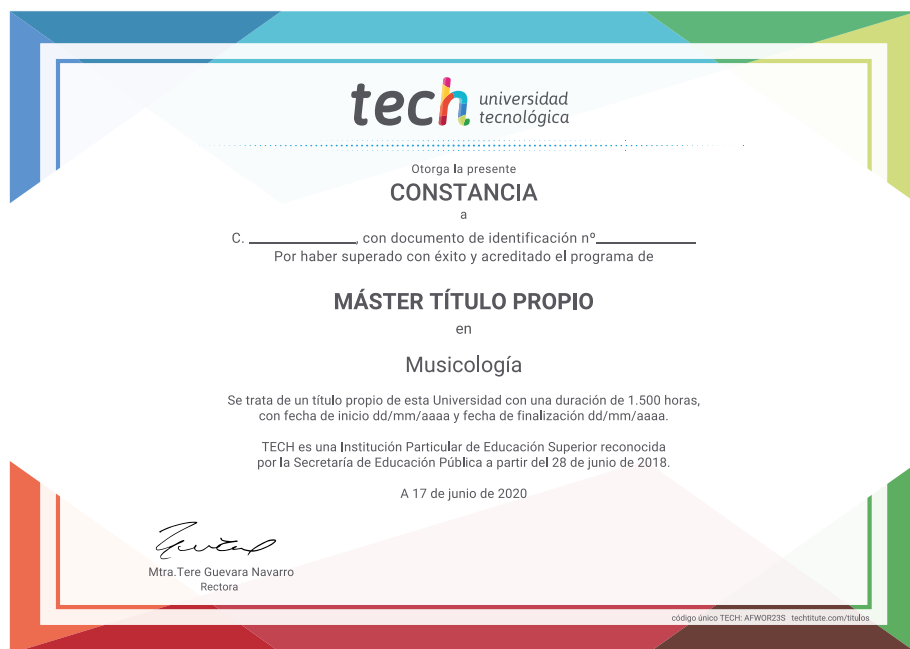 tech universidad
tecnológica
Otorga la presente
CONSTANCIA
a
C. ______________, con documento de identificación nº_____________
Por haber superado con éxito y acreditado el programa de
MÁSTER TÍTULO PROPIO
en
Musicología
Se trata de un título propio de esta Universidad con una duración de 1.500 horas,
con fecha de inicio dd/mm/aaaa y fecha de finalización dd/mm/aaaa.
TECH es una Institución Particular de Educación Superior reconocida
por la Secretaría de Educación Pública a partir del 28 de junio de 2018.
A 17 de junio de 2020
Mtra.Tere Guevara Navarro
Rectora
código único TECH: AFWOR23S techtitute.com/titulos